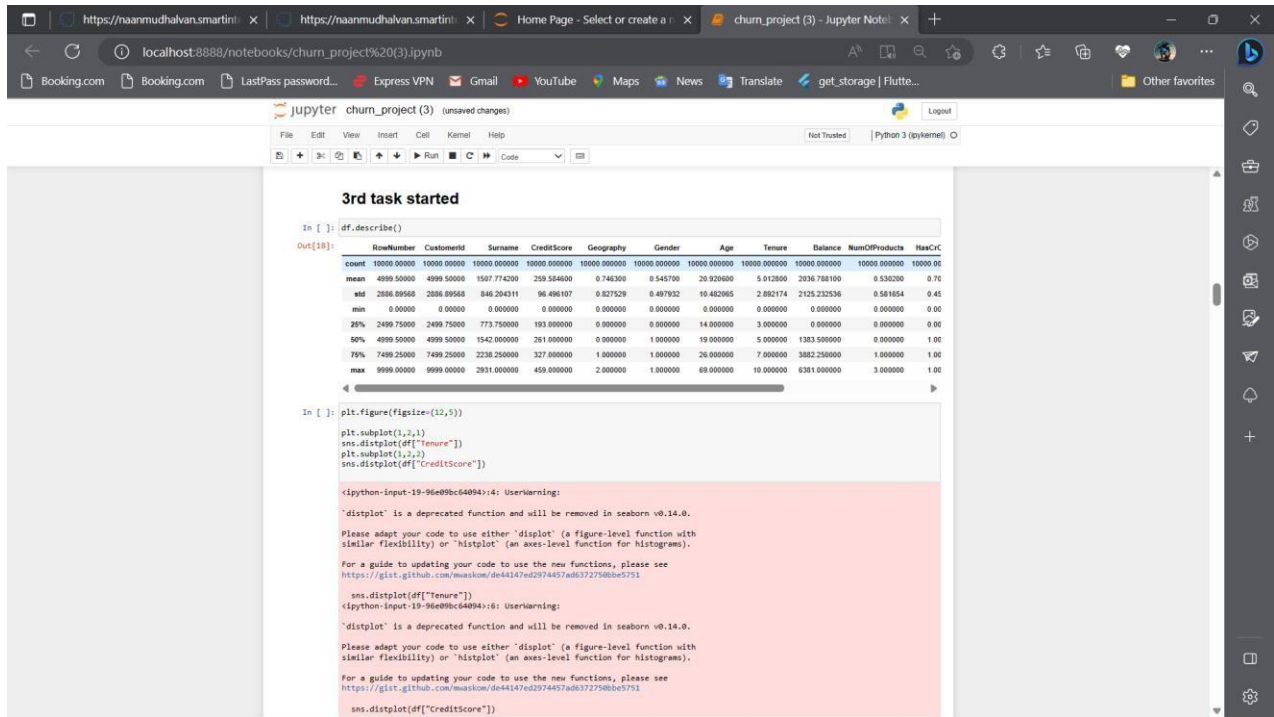 https://naanmudhalvan.smartinte
https://naanmudhalvan.smartinte
Home Page - Select or create a n
churn_project (3) - Jupyter Noteb
localhost:8888/notebooks/churn_project%20(3).ipynb
Booking.com Booking.com LastPass password... Express VPN Gmail YouTube Maps News Translate get_storage | Flutte... Other favorites
jupyter churn_project (3) (unsaved changes) Logout
File Edit View Insert Cell Kernel Help Not Trusted Python 3 (ipykernel)
Run Code
3rd task started
In [ ]: df.describe()
Out[18]:
RowNumber CustomerId Surname CreditScore Geography Gender Age Tenure Balance NumOfProducts HasCrC
count 10000.00000 10000.00000 10000.000000 10000.000000 10000.000000 10000.000000 10000.000000 10000.000000 10000.000000 10000.000000 10000.00
mean 4999.50000 4999.50000 1507.774200 259.584600 0.746300 0.545700 20.920600 5.012800 2036.788100 0.530200 0.70
std 2886.89568 2886.89568 846.204311 96.496107 0.827529 0.497932 10.482065 2.892174 2125.232536 0.581654 0.45
min 0.00000 0.00000 0.000000 0.000000 0.000000 0.000000 0.000000 0.000000 0.000000 0.000000 0.00
25% 2499.75000 2499.75000 773.750000 193.000000 0.000000 0.000000 14.000000 3.000000 0.000000 0.000000 0.00
50% 4999.50000 4999.50000 1542.000000 261.000000 0.000000 1.000000 19.000000 5.000000 1383.500000 0.000000 1.00
75% 7499.25000 7499.25000 2238.250000 327.000000 1.000000 1.000000 26.000000 7.000000 3882.250000 1.000000 1.00
max 9999.00000 9999.00000 2931.000000 459.000000 2.000000 1.000000 69.000000 10.000000 6381.000000 3.000000 1.00
In [ ]: plt.figure(figsize=(12,5))
plt.subplot(1,2,1)
sns.distplot(df["Tenure"])
plt.subplot(1,2,2)
sns.distplot(df["CreditScore"])
<ipython-input-19-96e09bc64094>:4: UserWarning:
`distplot` is a deprecated function and will be removed in seaborn v0.14.0.
Please adapt your code to use either `displot` (a figure-level function with
similar flexibility) or `histplot` (an axes-level function for histograms).
For a guide to updating your code to use the new functions, please see
https://gist.github.com/mwaskom/de44147ed2974457ad6372750bbe5751
sns.distplot(df["Tenure"])
<ipython-input-19-96e09bc64094>:6: UserWarning:
`distplot` is a deprecated function and will be removed in seaborn v0.14.0.
Please adapt your code to use either `displot` (a figure-level function with
similar flexibility) or `histplot` (an axes-level function for histograms).
For a guide to updating your code to use the new functions, please see
https://gist.github.com/mwaskom/de44147ed2974457ad6372750bbe5751
sns.distplot(df["CreditScore"])